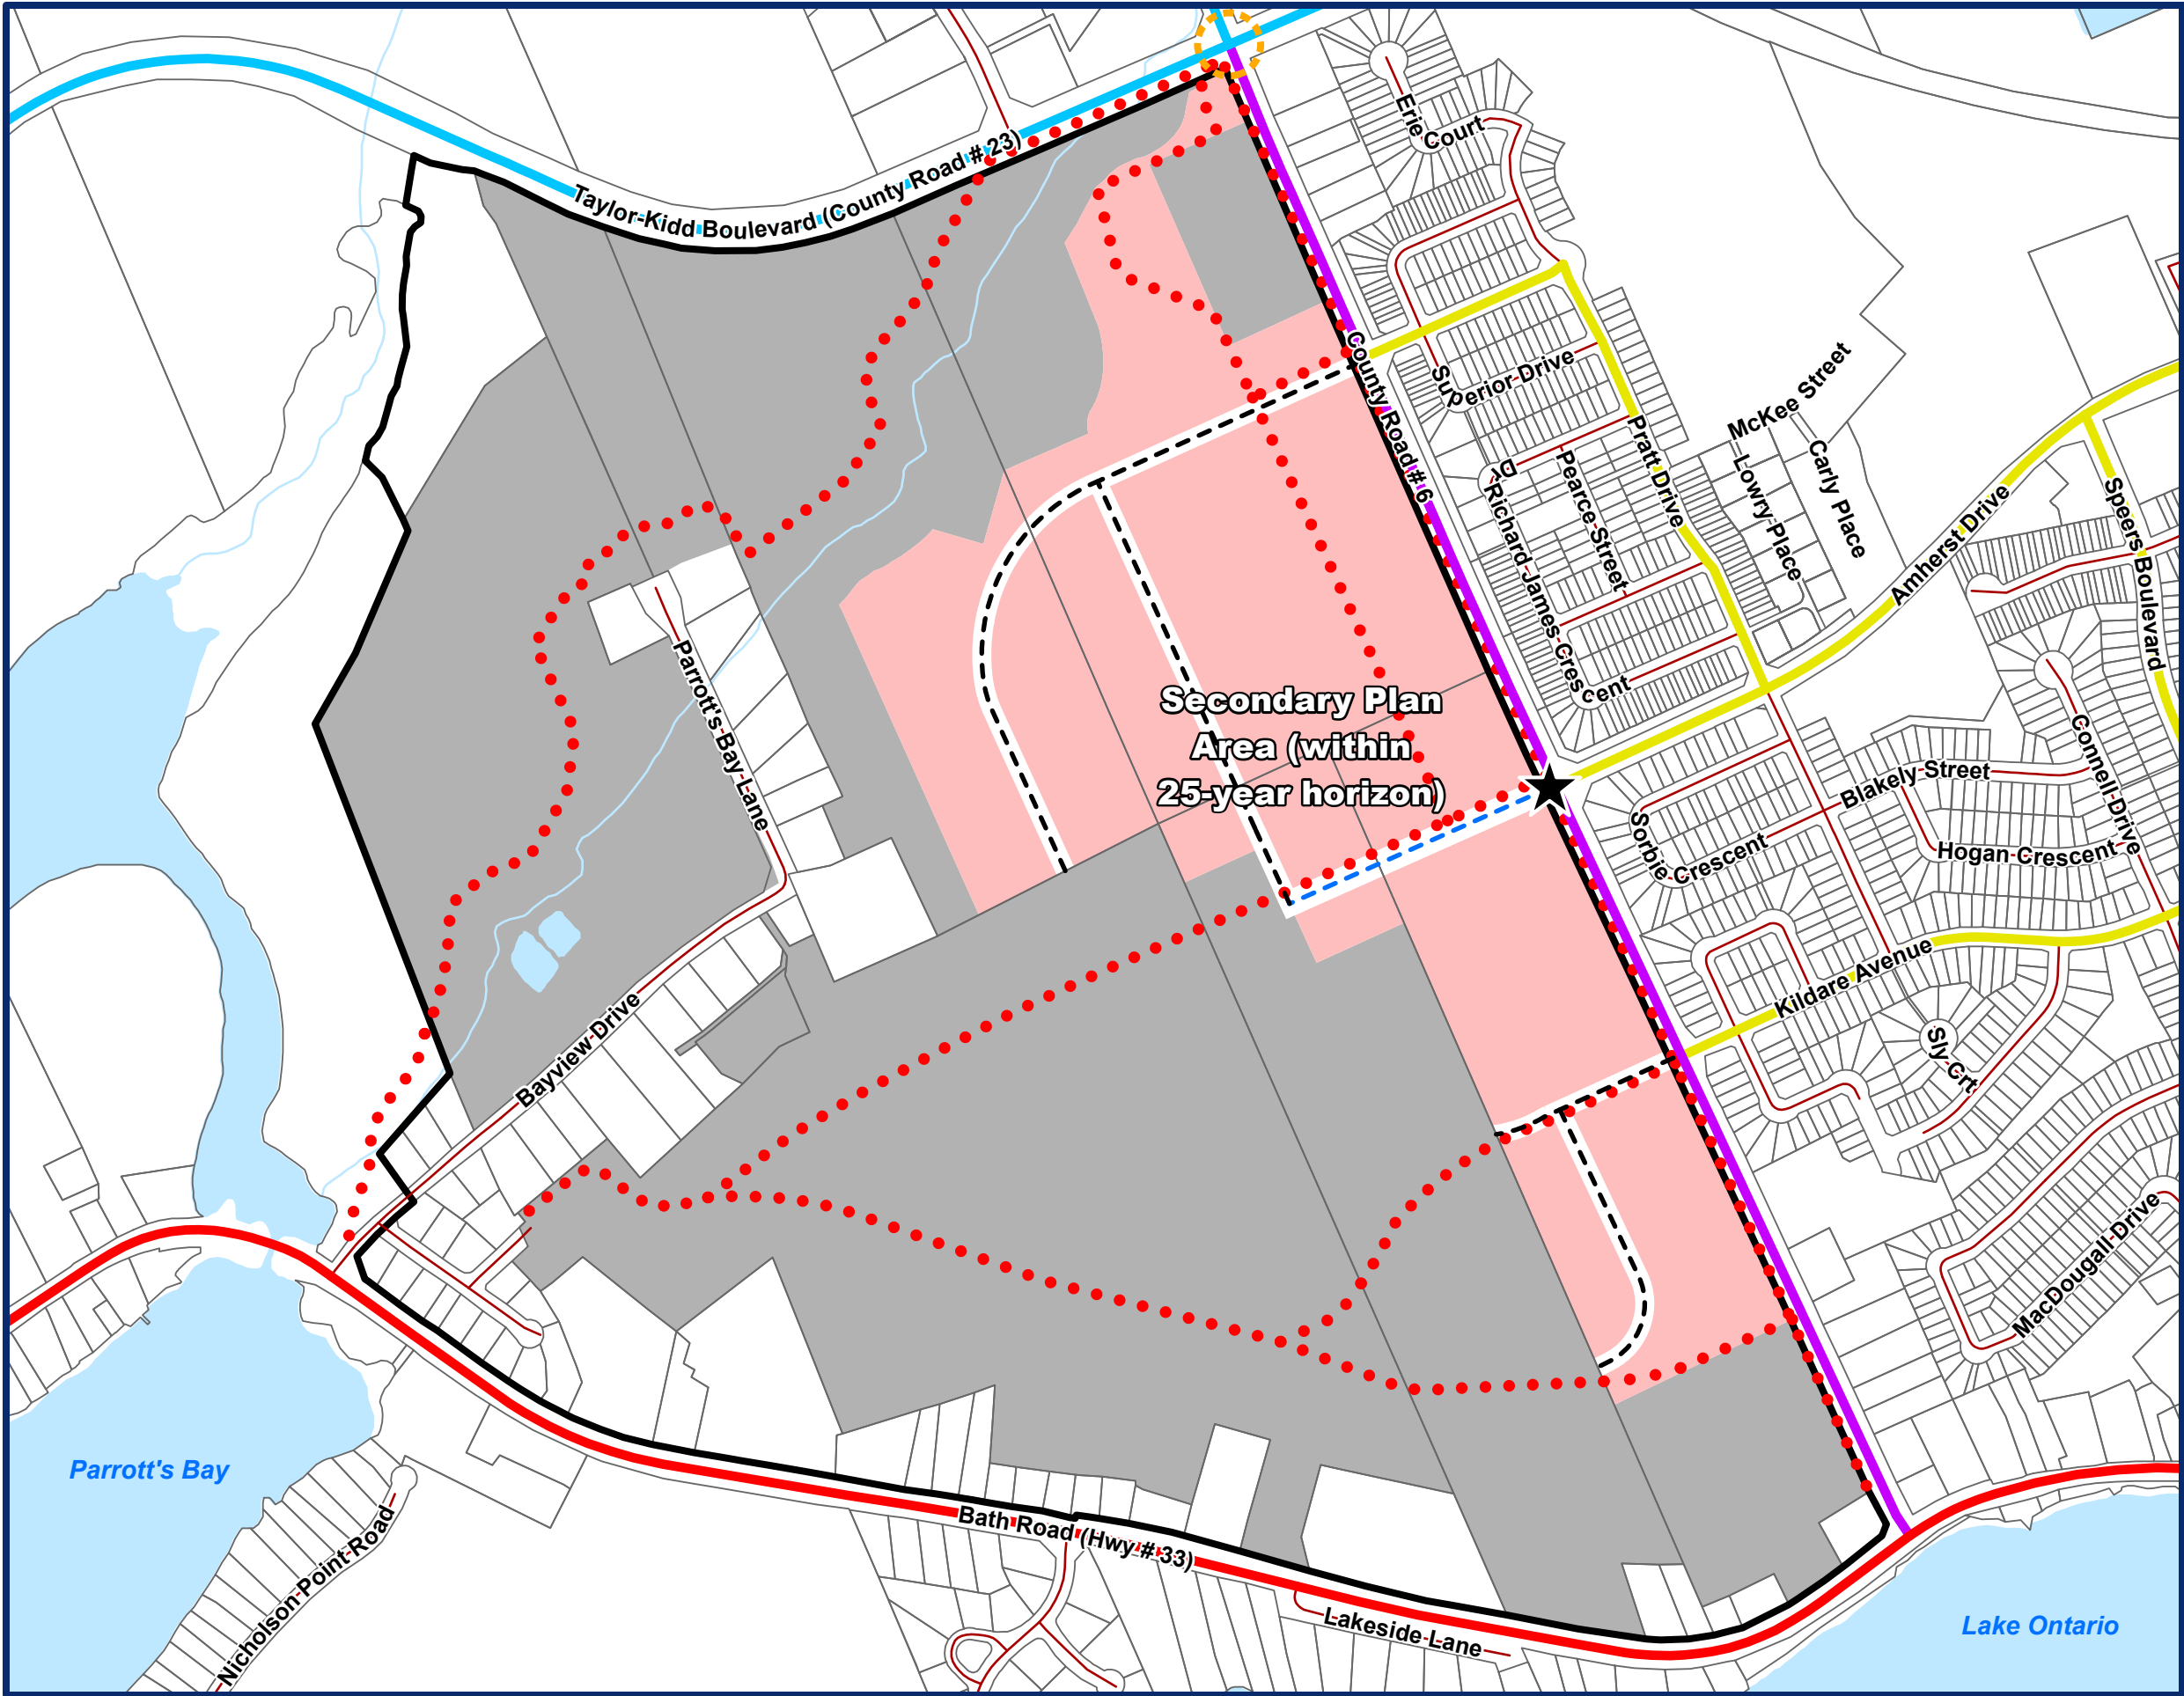 Erie
Court
Taylor-Kidd Boulevard (County Road # 23)
County Road # 6
Superior Drive
McKee Street
Pratt Drive
Pearce Street
Lowry Place
Carly Place
Dr
Richard James Crescent
Amherst Drive
Speers Boulevard
Parrott's Bay Lane
Secondary Plan
Area (within
25-year horizon)
Connell Drive
Blakely Street
Sorbie Crescent
Hogan Crescent
Kildare Avenue
Sly Crt
Bayview Drive
MacDougall Drive
Parrott's Bay
Bath Road (Hwy # 33)
Nicholson Point Road
Lakeside Lane
Lake Ontario